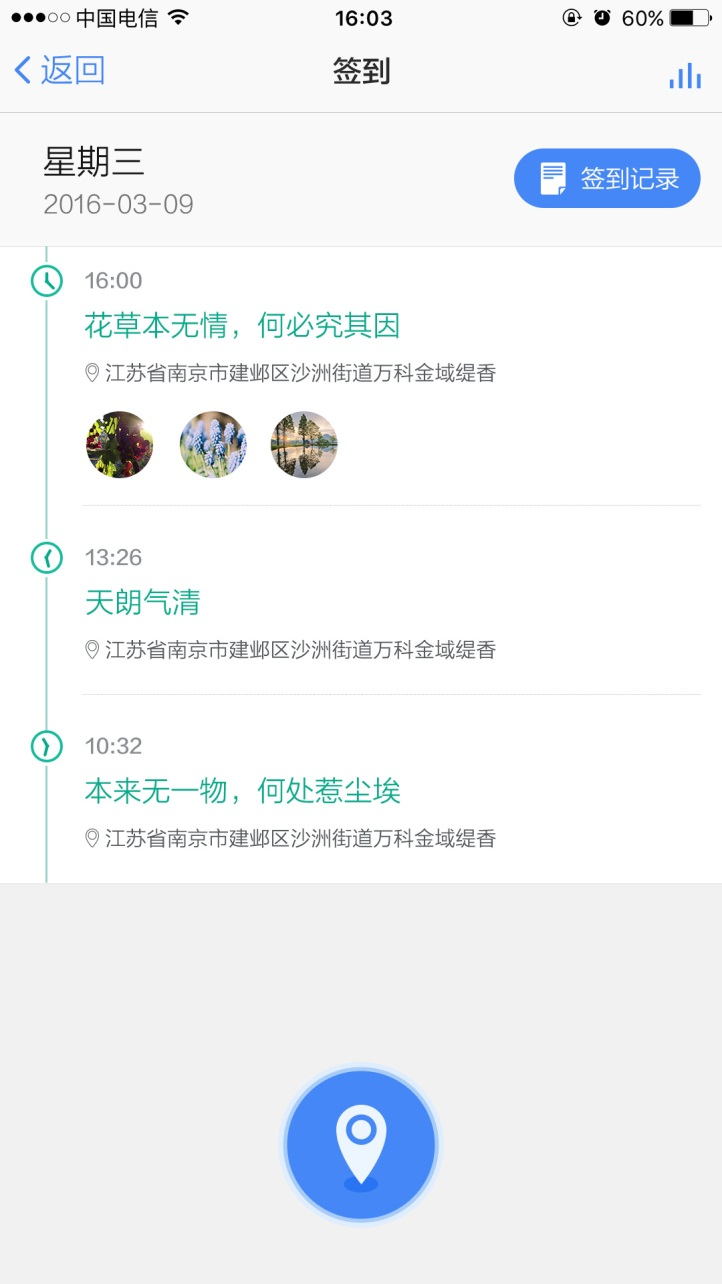 中国电信
16:03
60%
返回
签到
星期三
2016-03-09
签到记录
16:00
花草本无情，何必究其因
江苏省南京市建邺区沙洲街道万科金域缇香
13:26
天朗气清
江苏省南京市建邺区沙洲街道万科金域缇香
10:32
本来无一物，何处惹尘埃
江苏省南京市建邺区沙洲街道万科金域缇香